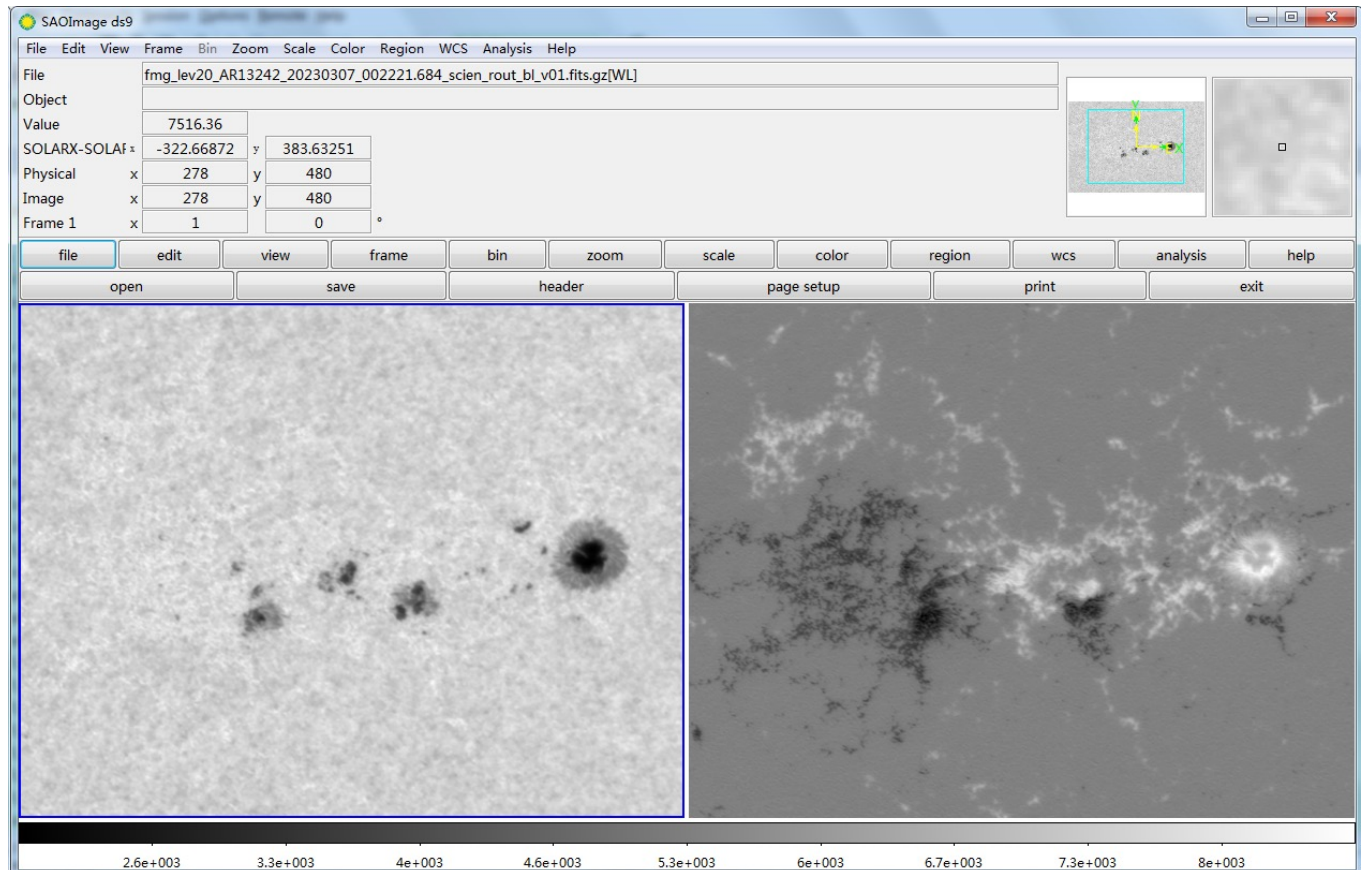 SAOImage ds9
File Edit View Frame Bin Zoom Scale Color Region WCS Analysis Help
File fmg_lev20_AR13242_20230307_002221.684_scien_rout_bl_v01.fits.gz[WL]
Object
Value 7516.36
SOLARX-SOLAR x -322.66872 y 383.63251
Physical x 278 y 480
Image x 278 y 480
Frame 1 x 1 0 °
Y
X
file edit view frame bin zoom scale color region wcs analysis help
open save header page setup print exit
2.6e+003 3.3e+003 4e+003 4.6e+003 5.3e+003 6e+003 6.7e+003 7.3e+003 8e+003